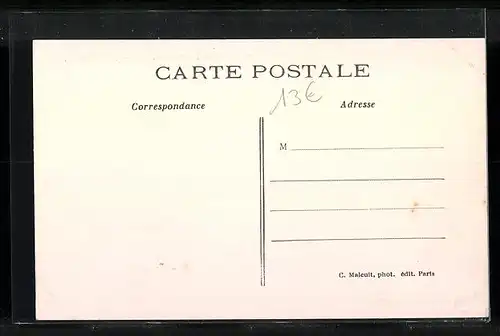 CARTE POSTALE
13€
Correspondance
Adresse
M
C. Malcuit, phot. édit. Paris